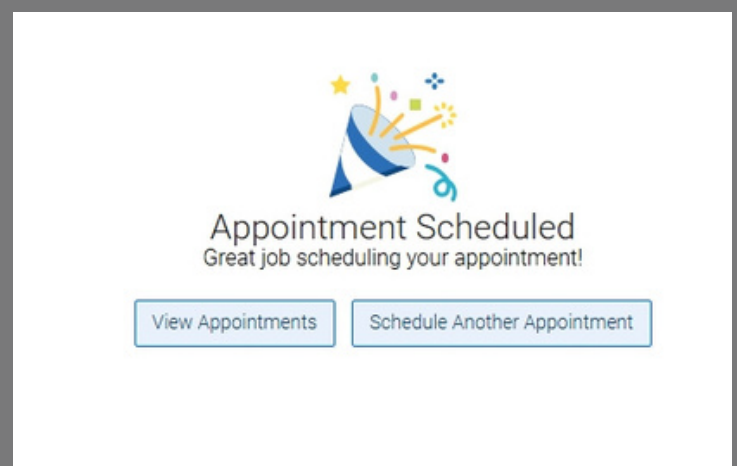 Appointment Scheduled
Great job scheduling your appointment!
View Appointments
Schedule Another Appointment